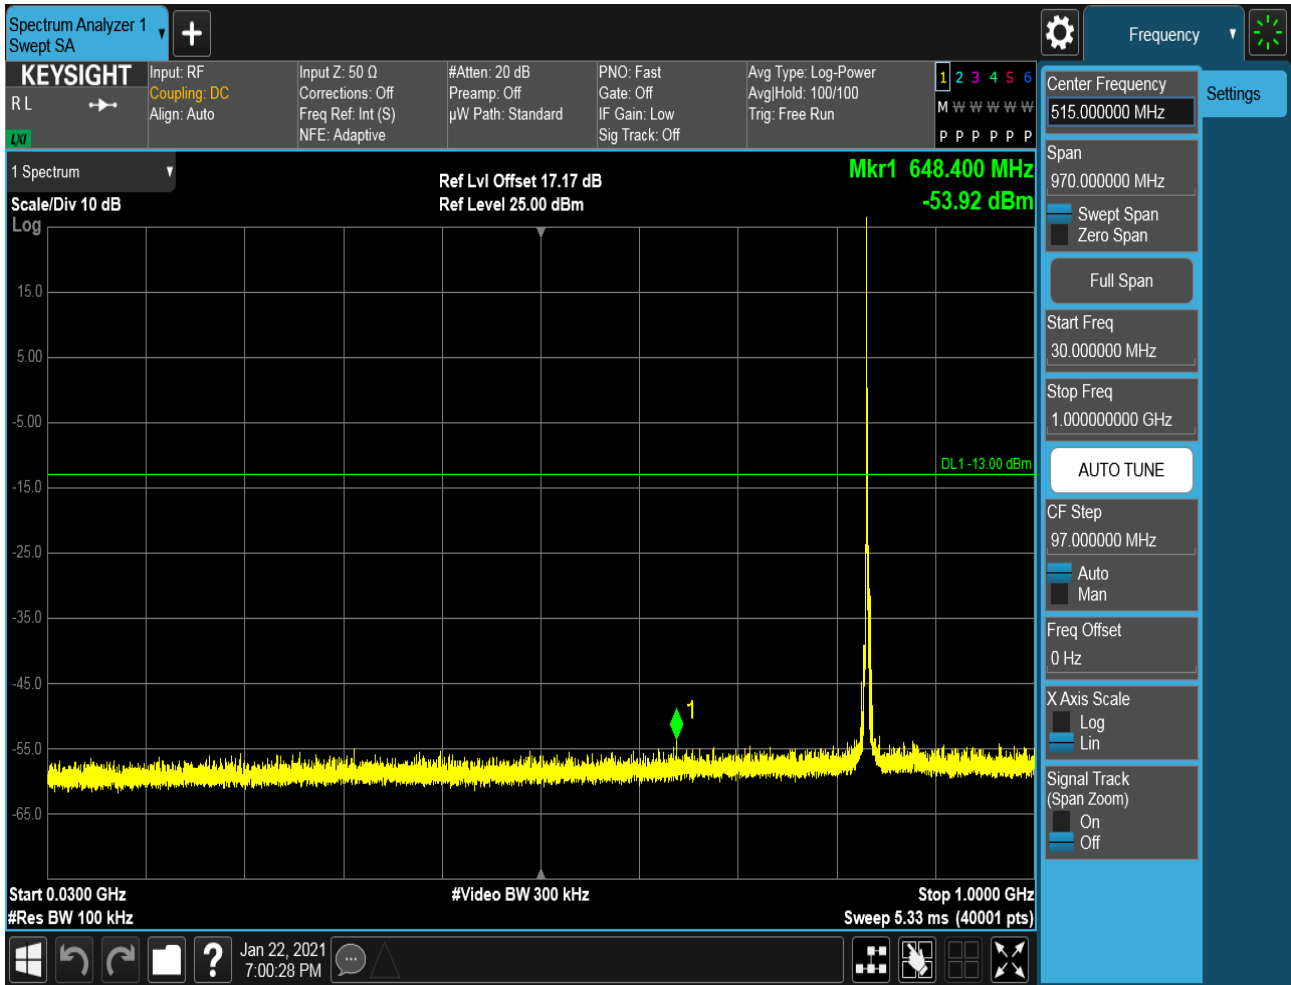 Spectrum Analyzer 1
Swept SA
Frequency
KEYSIGHT
R L
LXI
Input: RF
Coupling: DC
Align: Auto
Input Z: 50 Ω
Corrections: Off
Freq Ref: Int (S)
NFE: Adaptive
#Atten: 20 dB
Preamp: Off
µW Path: Standard
PNO: Fast
Gate: Off
IF Gain: Low
Sig Track: Off
Avg Type: Log-Power
Avg|Hold: 100/100
Trig: Free Run
1 2 3 4 5 6
M W W W W W
P P P P P P
1 Spectrum
Scale/Div 10 dB
Log
Ref Lvl Offset 17.17 dB
Ref Level 25.00 dBm
Mkr1 648.400 MHz
-53.92 dBm
15.0
5.00
-5.00
DL1 -13.00 dBm
-15.0
-25.0
-35.0
-45.0
1
-55.0
-65.0
Start 0.0300 GHz
#Video BW 300 kHz
Stop 1.0000 GHz
#Res BW 100 kHz
Sweep 5.33 ms (40001 pts)
Jan 22, 2021
7:00:28 PM
Center Frequency
515.000000 MHz
Settings
Span
970.000000 MHz
Swept Span
Zero Span
Full Span
Start Freq
30.000000 MHz
Stop Freq
1.000000000 GHz
AUTO TUNE
CF Step
97.000000 MHz
Auto
Man
Freq Offset
0 Hz
X Axis Scale
Log
Lin
Signal Track
(Span Zoom)
On
Off